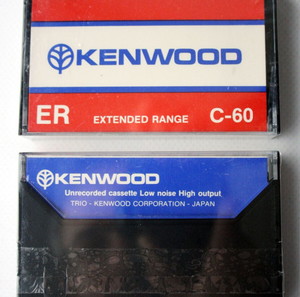 KENWOOD
ER EXTENDED RANGE C-60
KENWOOD
Unrecorded cassette Low noise High output
TRIO - KENWOOD CORPORATION - JAPAN